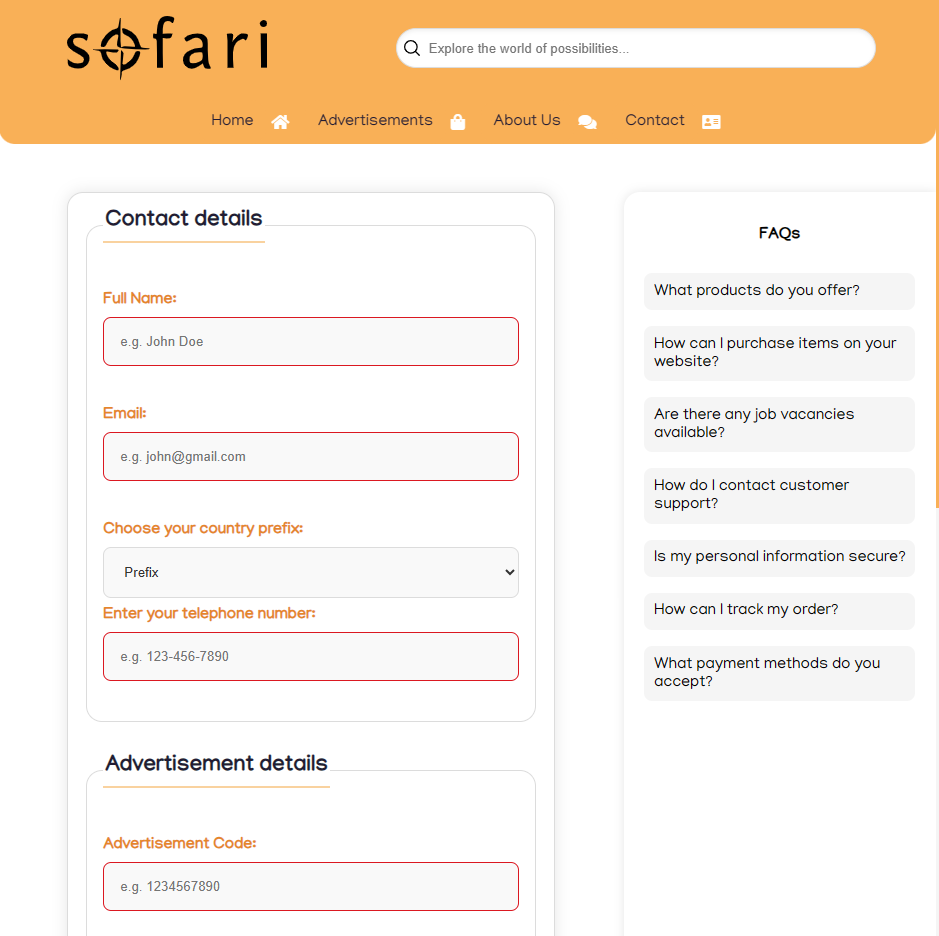 sofari
Explore the world of possibilities...
Home
Advertisements
About Us
Contact
Contact details
Full Name:
e.g. John Doe
Email:
e.g. john@gmail.com
Choose your country prefix:
Prefix
Enter your telephone number:
e.g. 123-456-7890
Advertisement details
Advertisement Code:
e.g. 1234567890
FAQs
What products do you offer?
How can I purchase items on your
website?
Are there any job vacancies
available?
How do I contact customer
support?
Is my personal information secure?
How can I track my order?
What payment methods do you
accept?